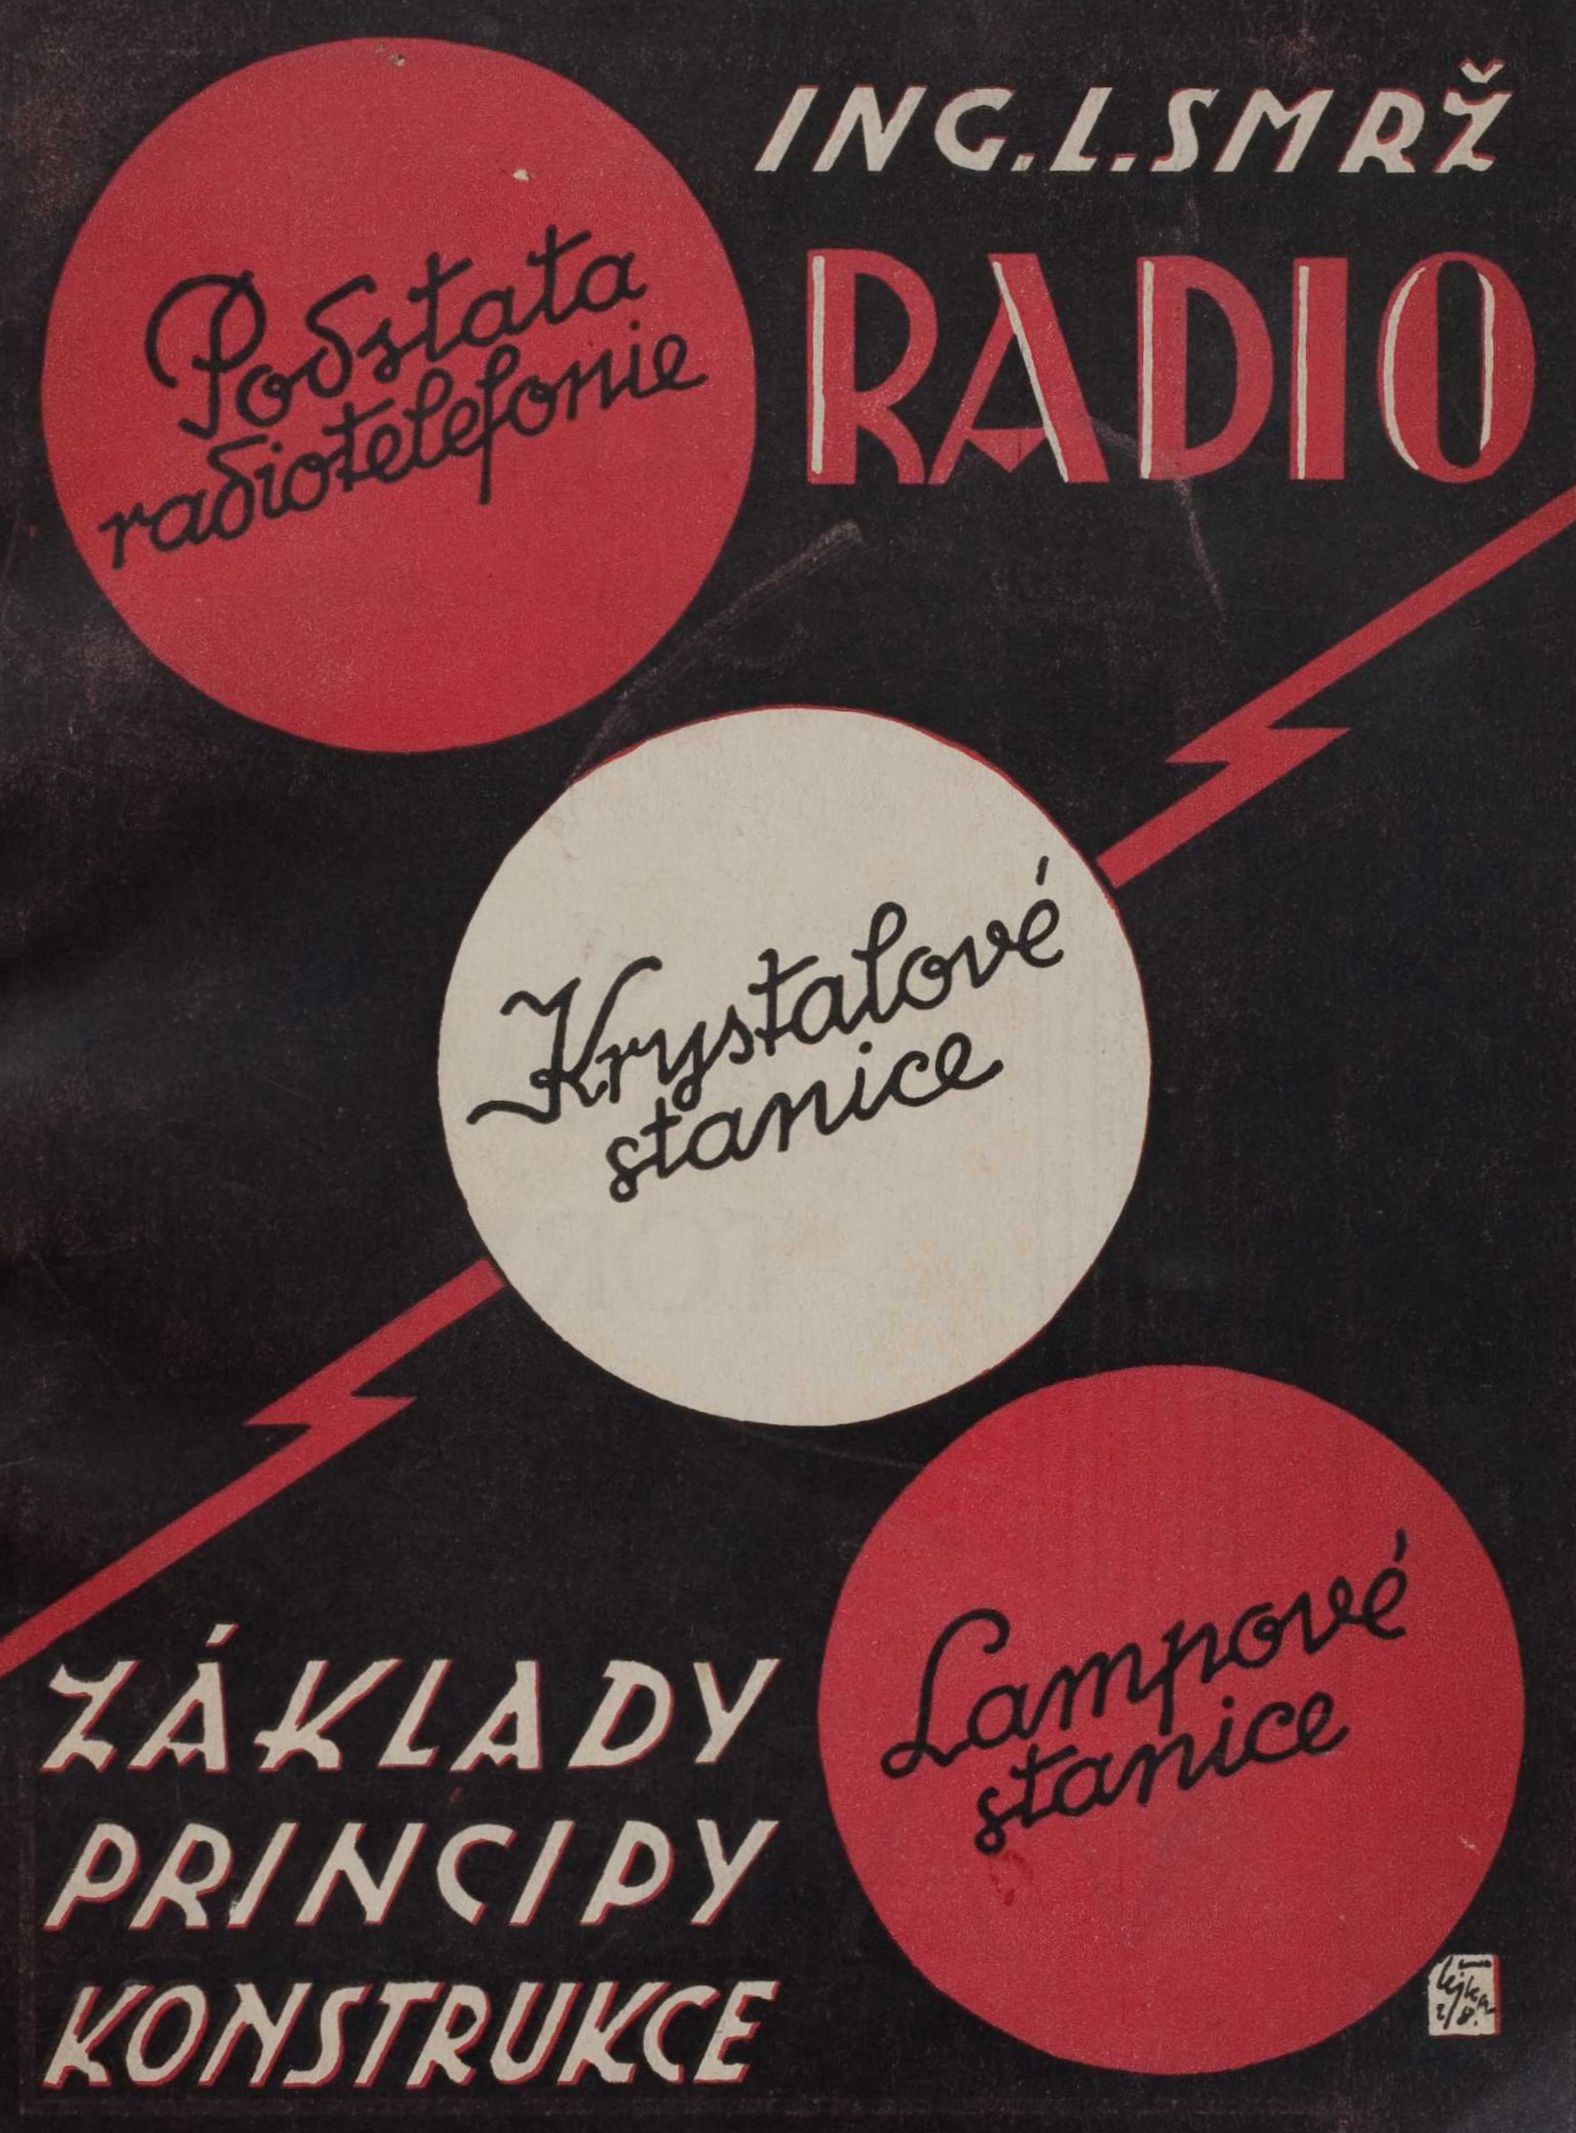 ING. L. SMRŽ
RADIO
Podstata
radiotelefonie
Krystalové
stanice
Lampové
stanice
ZÁKLADY
PRINCIPY
KONSTRUKCE